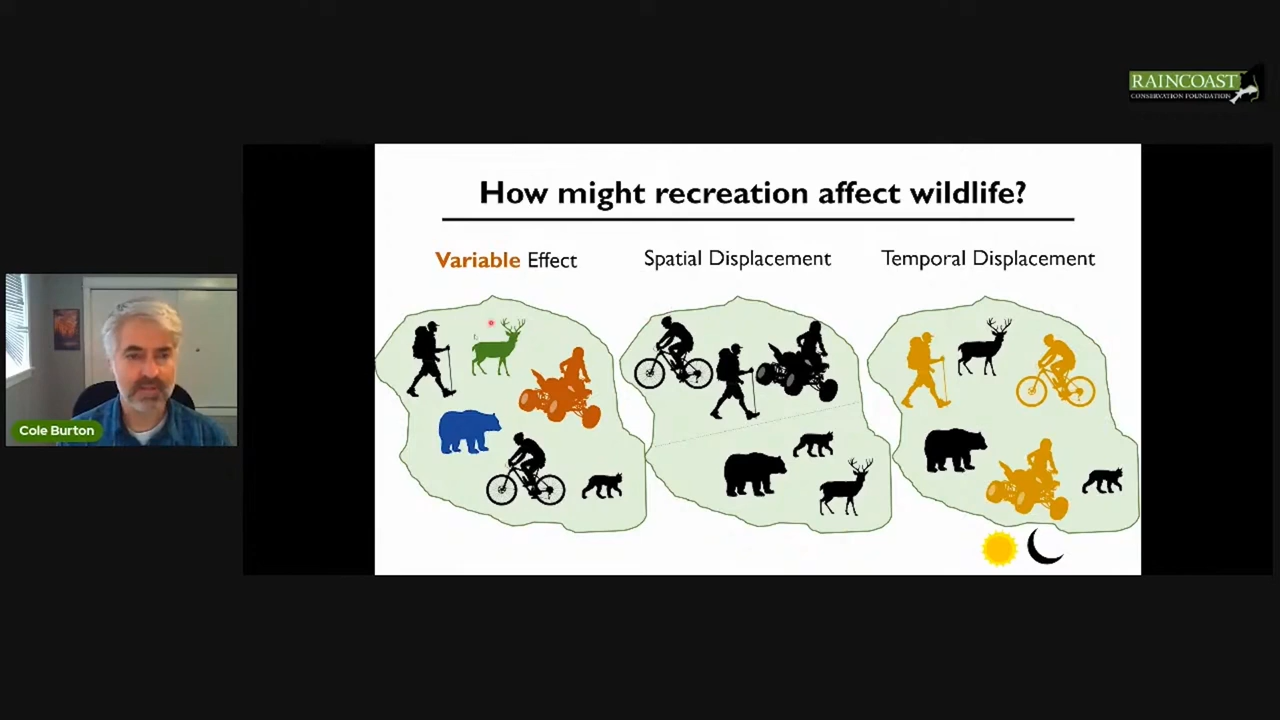 RAINCOAST
CONSERVATION FOUNDATION
How might recreation affect wildlife?
Variable Effect
Spatial Displacement
Temporal Displacement
Cole Burton